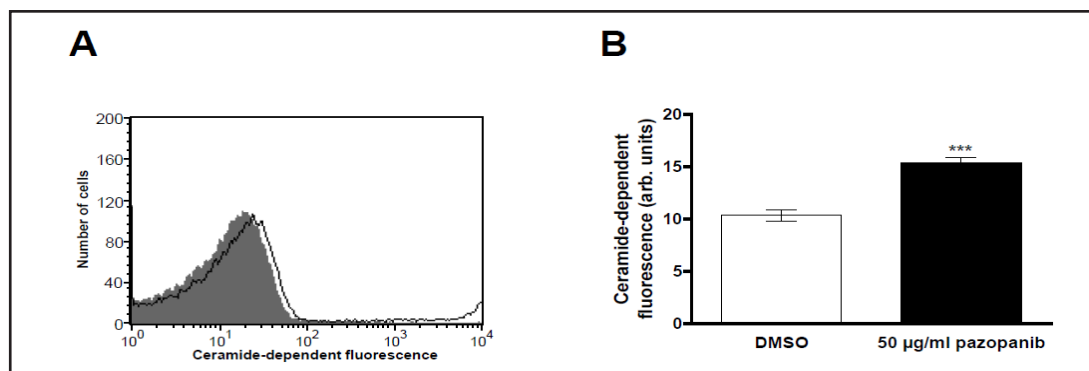 A
B
200
160
120
80
40
0
Number of cells
10^0
10^1
10^2
10^3
10^4
Ceramide-dependent fluorescence
20
15
10
5
0
Ceramide-dependent
fluorescence (arb. units)
***
DMSO
50 µg/ml pazopanib